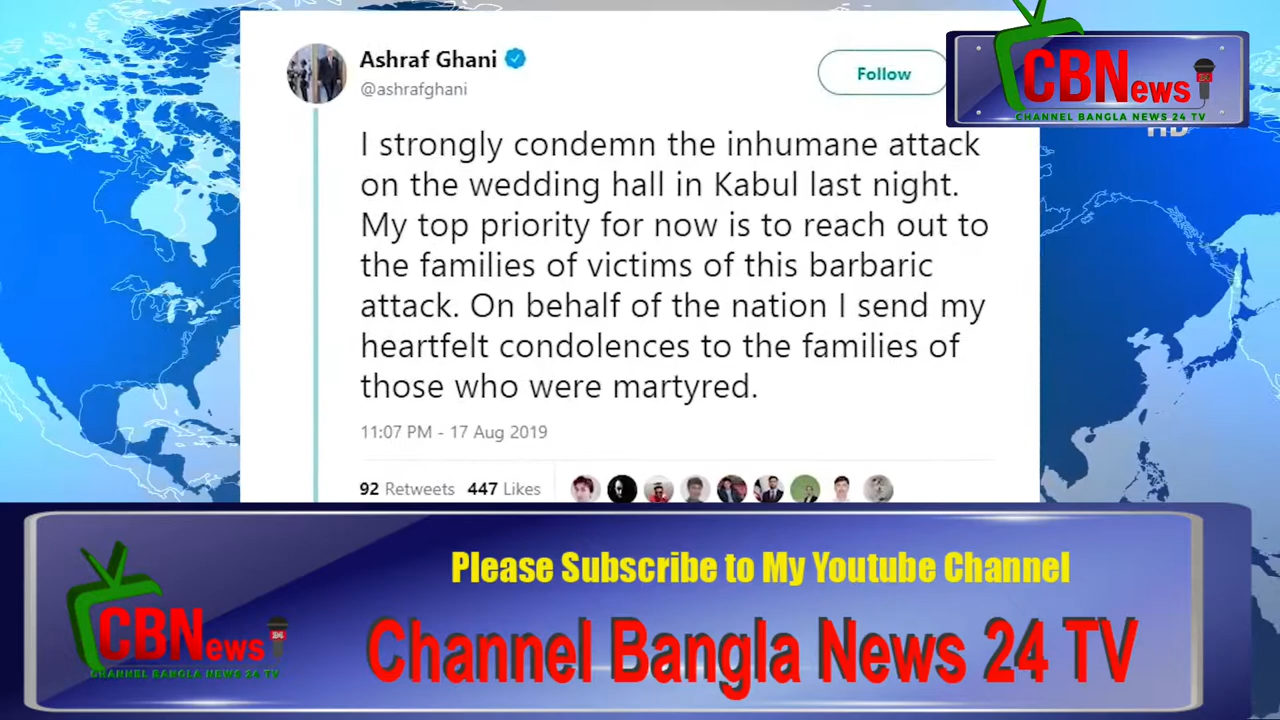 Ashraf Ghani
@ashrafghani
Follow
CBNews
24
CHANNEL BANGLA NEWS 24 TV
HD
I strongly condemn the inhumane attack
on the wedding hall in Kabul last night.
My top priority for now is to reach out to
the families of victims of this barbaric
attack. On behalf of the nation I send my
heartfelt condolences to the families of
those who were martyred.
11:07 PM - 17 Aug 2019
92 Retweets 447 Likes
Please Subscribe to My Youtube Channel
Channel Bangla News 24 TV
CBNews
24
CHANNEL BANGLA NEWS 24 TV